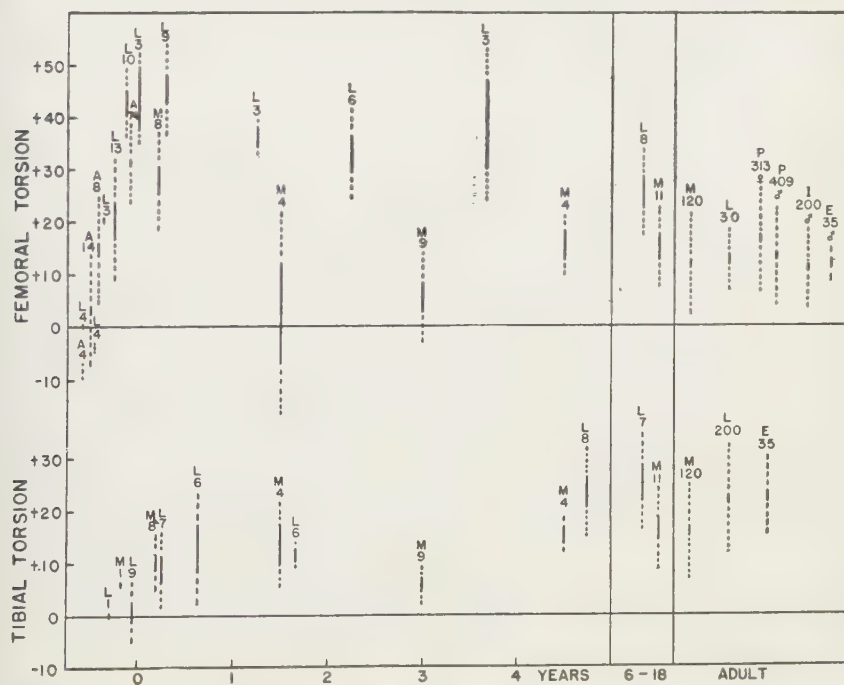 FEMORAL TORSION
+50
+40
+30
+20
+10
0
-10
L 4
A 4
A 14
L 4
A 8
L 3
L 13
L 10
A
L 3
M 8
L 5
L 3
M 4
L 6
M 9
L 3
M 4
L 8
M 11
M 120
L 30
P 313 ♀
P 409 ♂
I 200 ♂
E 35 ♂
TIBIAL TORSION
+30
+20
+.10
0
-10
L 1
M 1
L 9
M 8
L 7
L 6
M 4
L 6
M 9
M 4
L 8
L 7
M 11
M 120
L 200
E 35
0 1 2 3 4 YEARS 6-18 ADULT